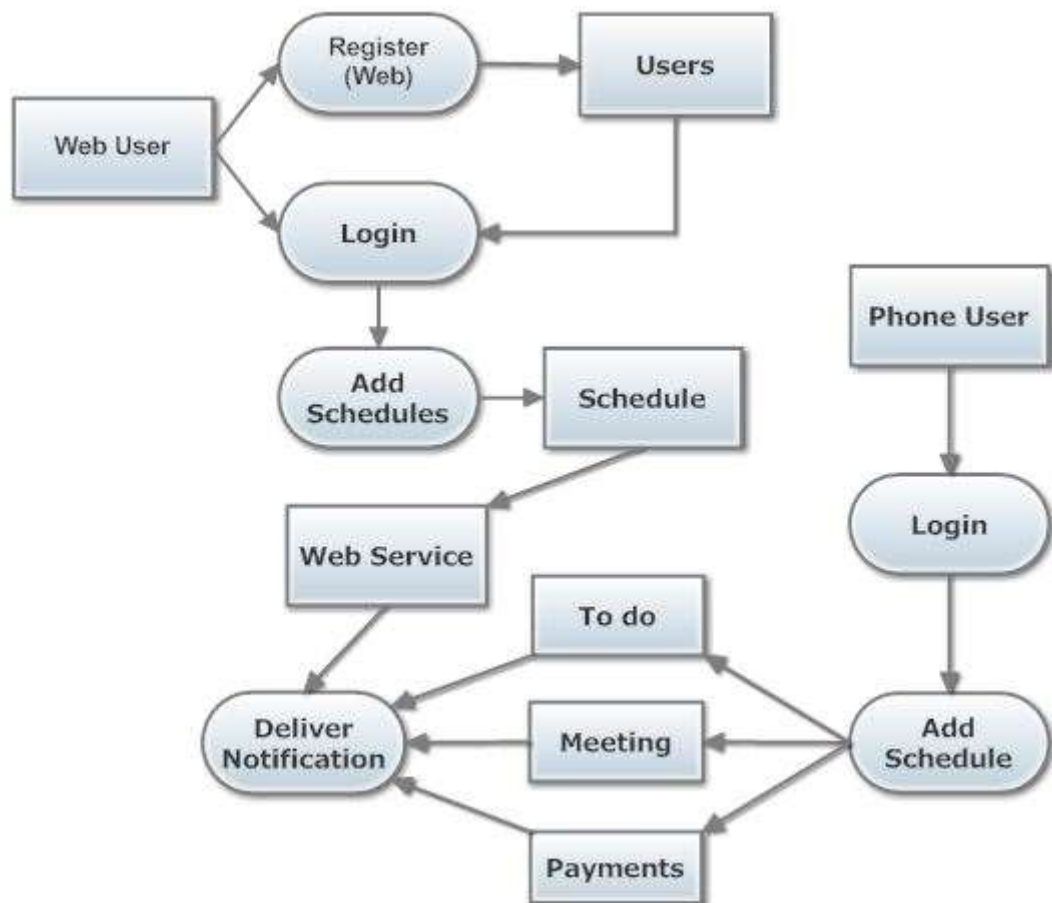 Register
(Web)
Users
Web User
Login
Phone User
Add
Schedules
Schedule
Login
Web Service
To do
Deliver
Notification
Meeting
Add
Schedule
Payments